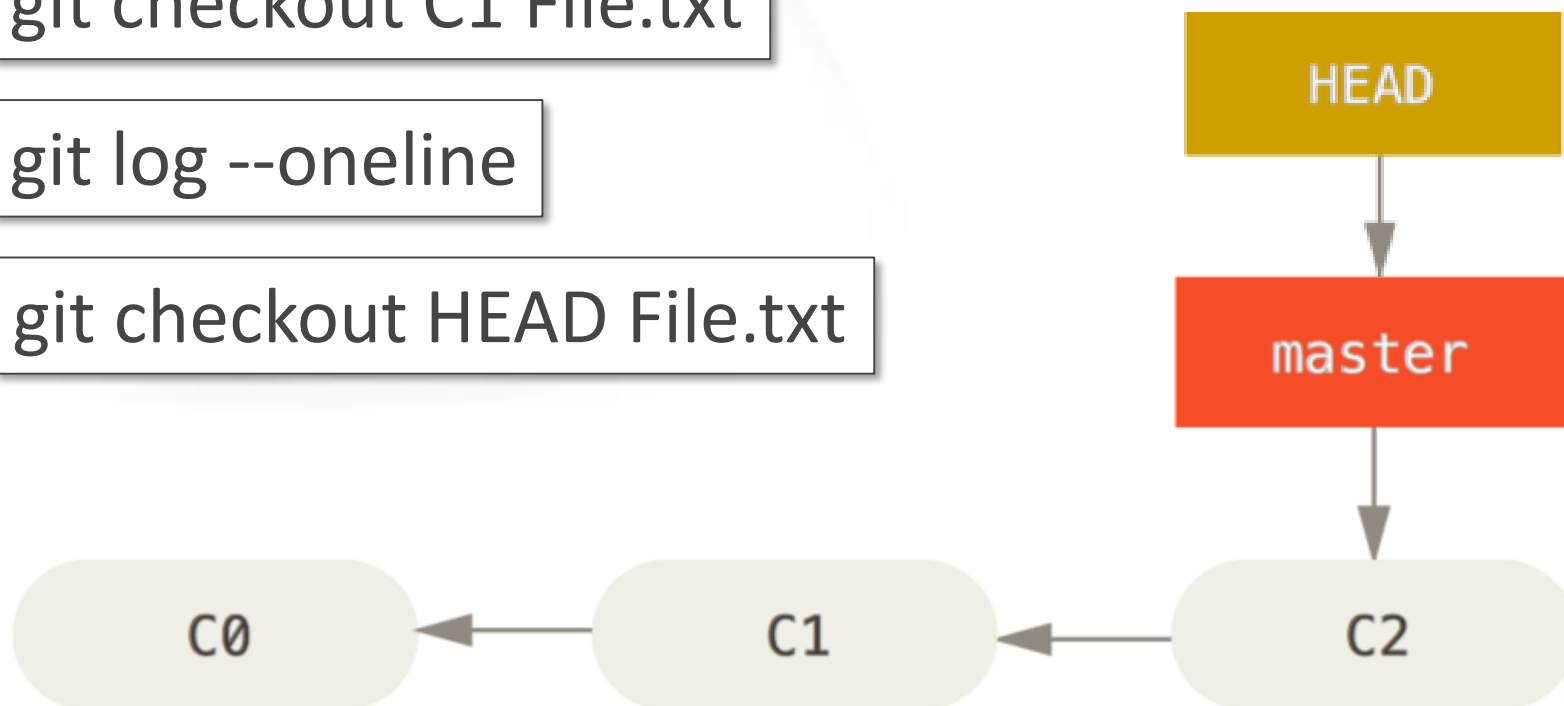 git checkout C1 File.txt
git log --oneline
git checkout HEAD File.txt
HEAD
master
C0
C1
C2